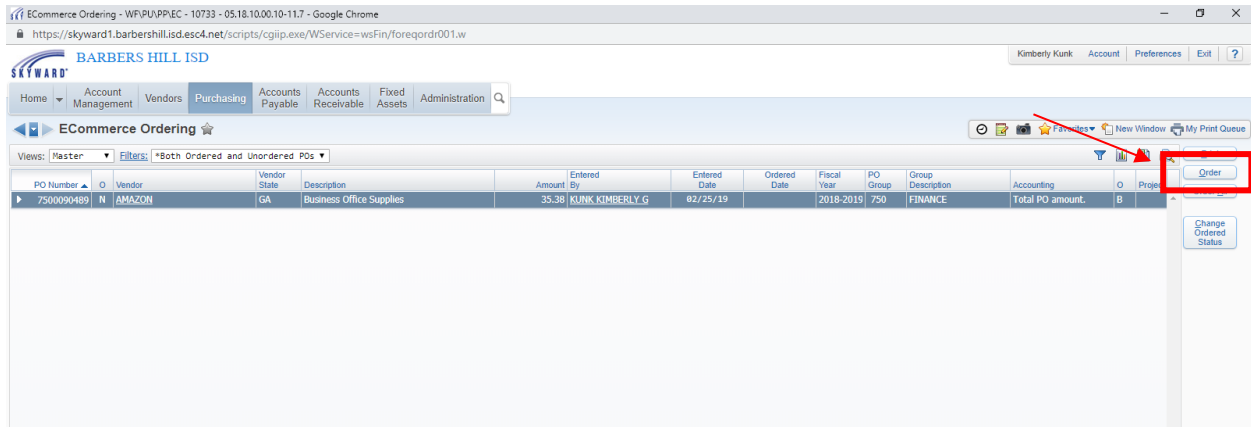 ECommerce Ordering - WF\PU\PP\EC - 10733 - 05.18.10.00.10-11.7 - Google Chrome
https://skyward1.barbershill.isd.esc4.net/scripts/cgiip.exe/WService=wsFin/foreqordr001.w
SKYWARD®
BARBERS HILL ISD
Kimberly Kunk Account Preferences Exit ?
Home Account Management Vendors Purchasing Accounts Payable Accounts Receivable Fixed Assets Administration
ECommerce Ordering
Favorites New Window My Print Queue
Views: Master Filters: *Both Ordered and Unordered POs
PO Number O Vendor Vendor State Description Amount Entered By Entered Date Ordered Date Fiscal Year PO Group Group Description Accounting O Projec
7500090489 N AMAZON GA Business Office Supplies 35.38 KUNK KIMBERLY G 02/25/19 2018-2019 750 FINANCE Total PO amount. B
Order
Change
Ordered
Status